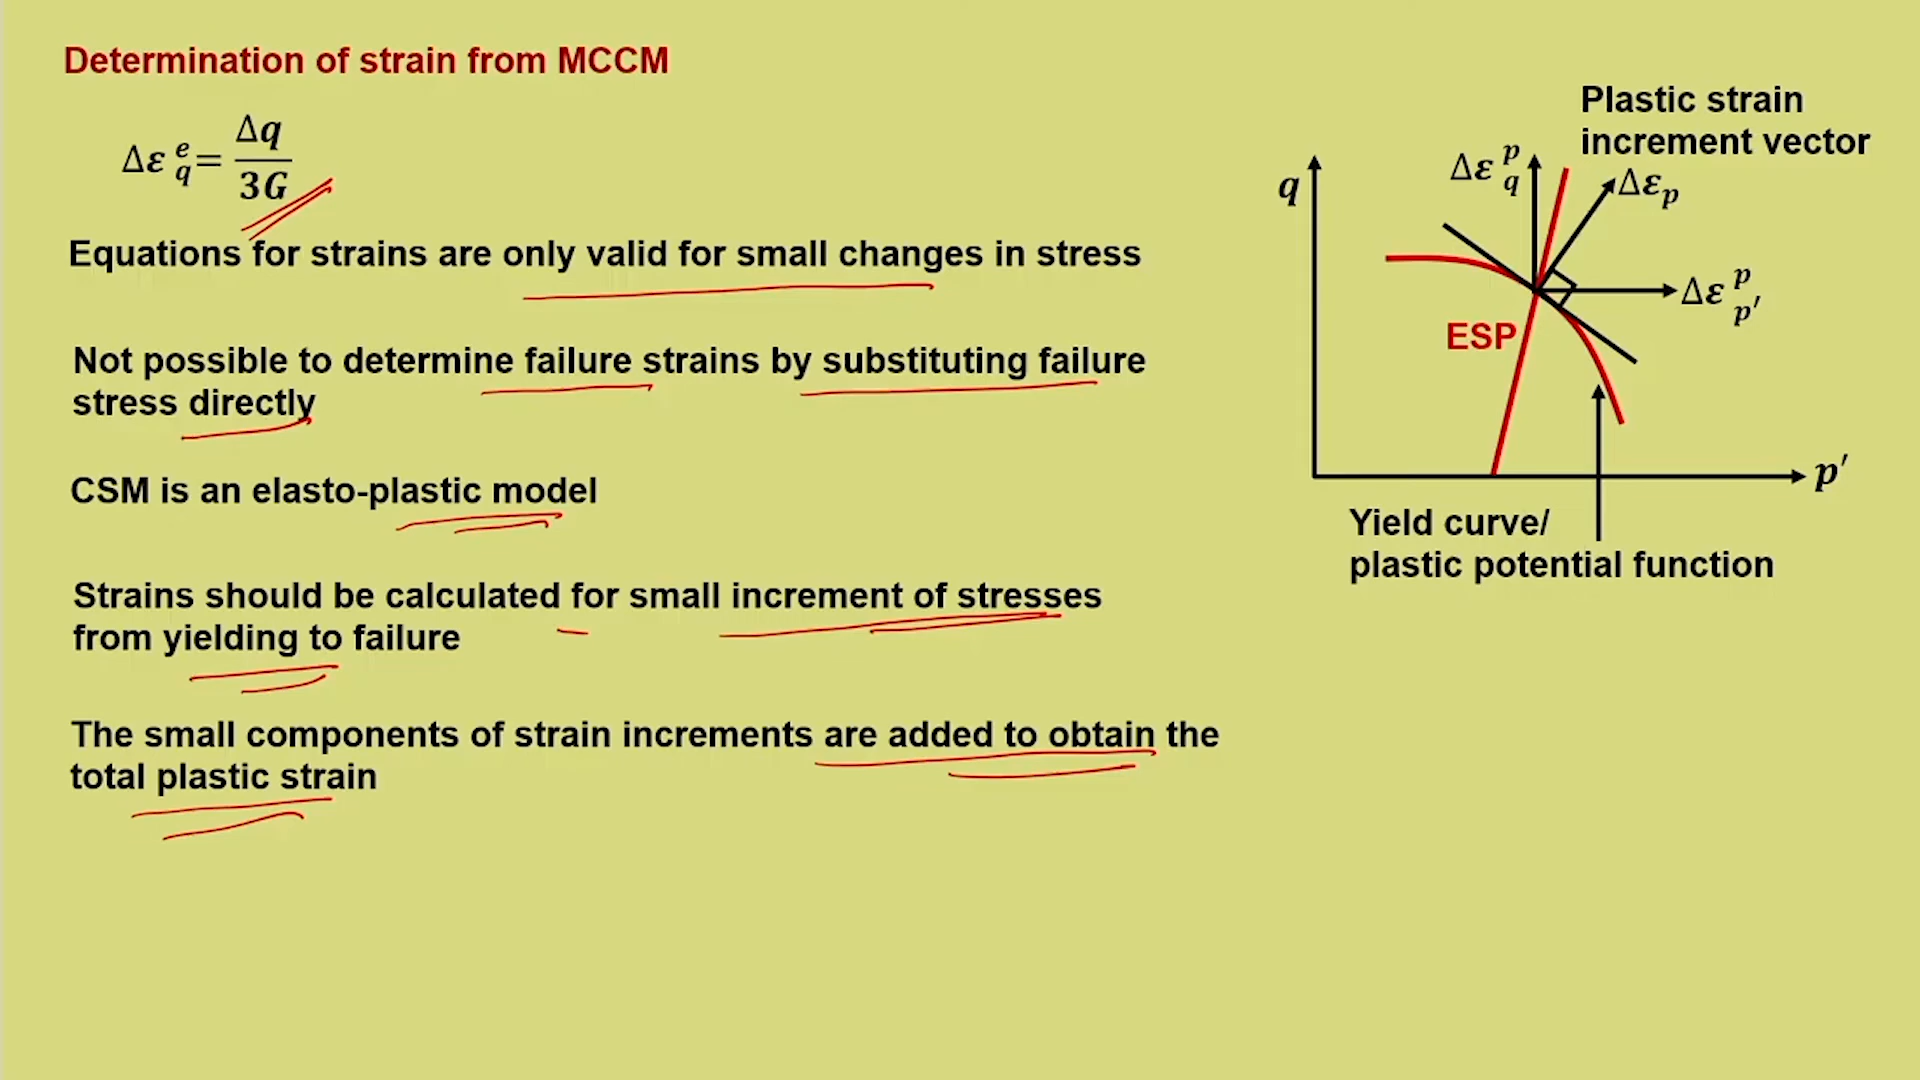 Determination of strain from MCCM
Δε^e_q = Δq / 3G
Equations for strains are only valid for small changes in stress
Not possible to determine failure strains by substituting failure
stress directly
CSM is an elasto-plastic model
Strains should be calculated for small increment of stresses
from yielding to failure
The small components of strain increments are added to obtain the
total plastic strain
Plastic strain
increment vector
q
Δε^p_q
Δε_p
Δε^p_p′
ESP
p′
Yield curve/
plastic potential function